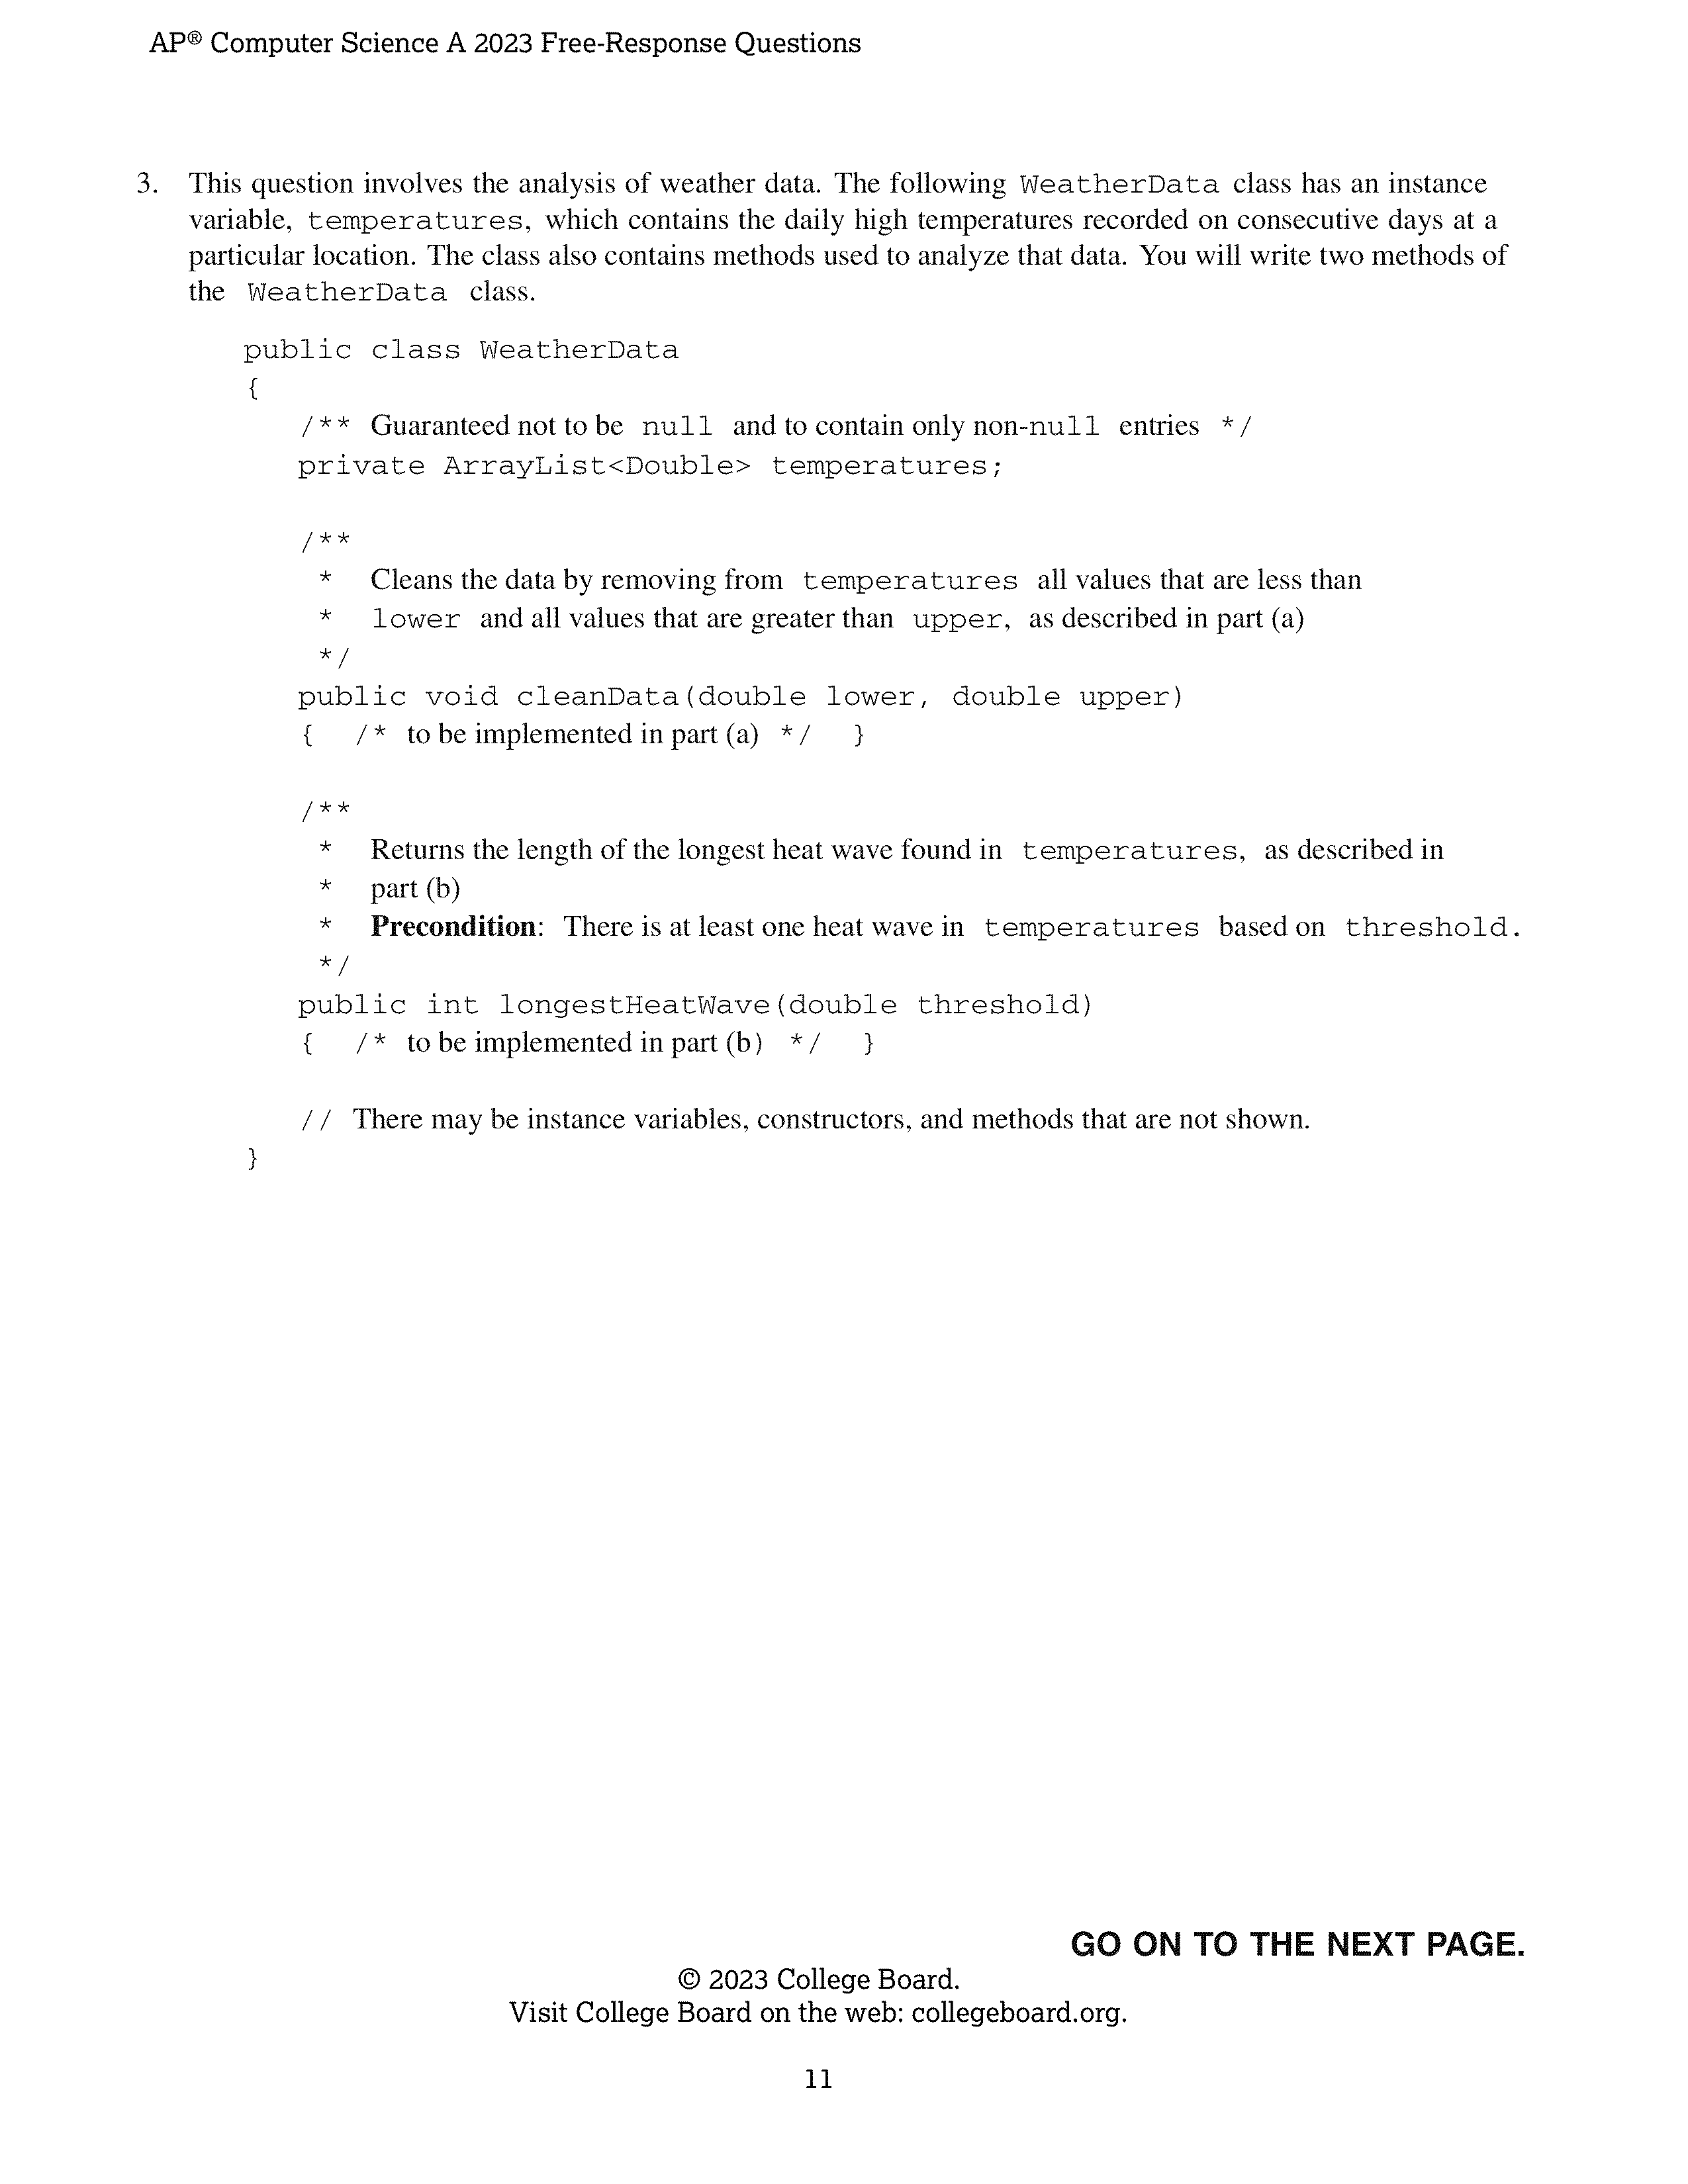 AP® Computer Science A 2023 Free-Response Questions
3. This question involves the analysis of weather data. The following WeatherData class has an instance
variable, temperatures, which contains the daily high temperatures recorded on consecutive days at a
particular location. The class also contains methods used to analyze that data. You will write two methods of
the WeatherData class.
public class WeatherData
{
/** Guaranteed not to be null and to contain only non-null entries */
private ArrayList<Double> temperatures;
/**
* Cleans the data by removing from temperatures all values that are less than
* lower and all values that are greater than upper, as described in part (a)
*/
public void cleanData(double lower, double upper)
{ /* to be implemented in part (a) */ }
/**
* Returns the length of the longest heat wave found in temperatures, as described in
* part (b)
* Precondition: There is at least one heat wave in temperatures based on threshold.
*/
public int longestHeatWave(double threshold)
{ /* to be implemented in part (b) */ }
// There may be instance variables, constructors, and methods that are not shown.
}
GO ON TO THE NEXT PAGE.
© 2023 College Board.
Visit College Board on the web: collegeboard.org.
11